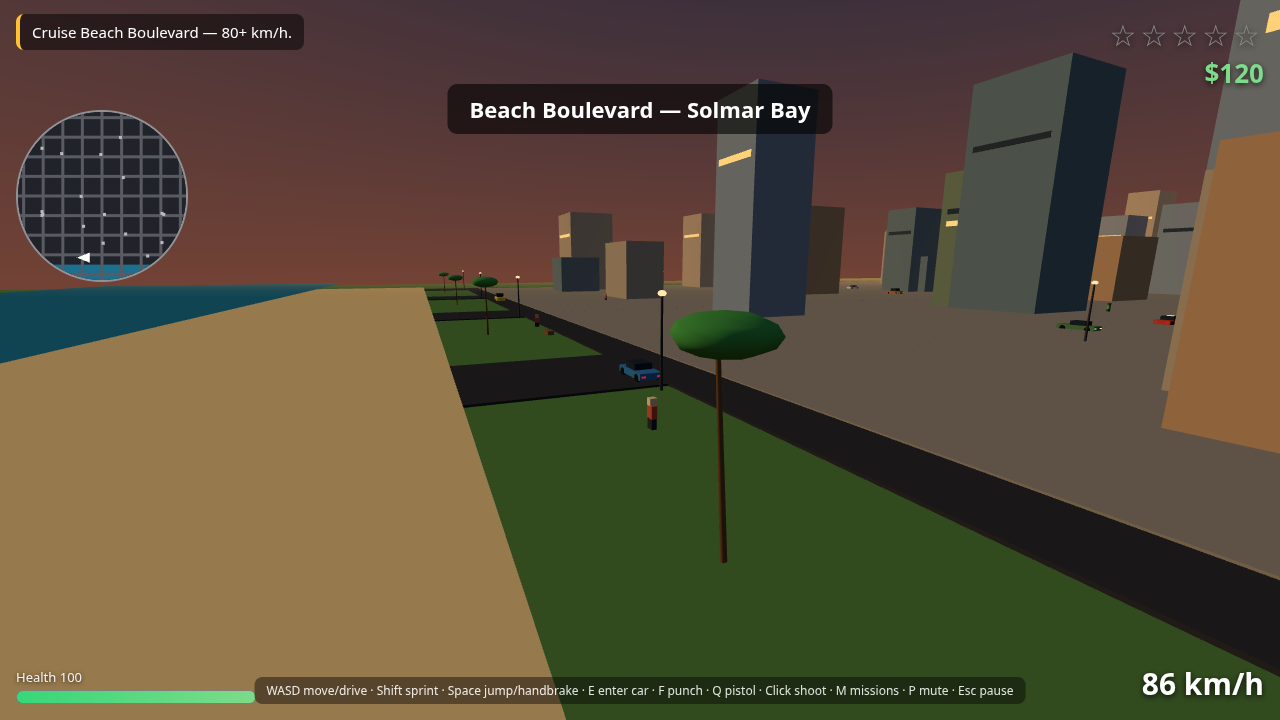 Cruise Beach Boulevard — 80+ km/h.
☆ ☆ ☆ ☆ ☆
$120
Beach Boulevard — Solmar Bay
Health 100
WASD move/drive · Shift sprint · Space jump/handbrake · E enter car · F punch · Q pistol · Click shoot · M missions · P mute · Esc pause
86 km/h